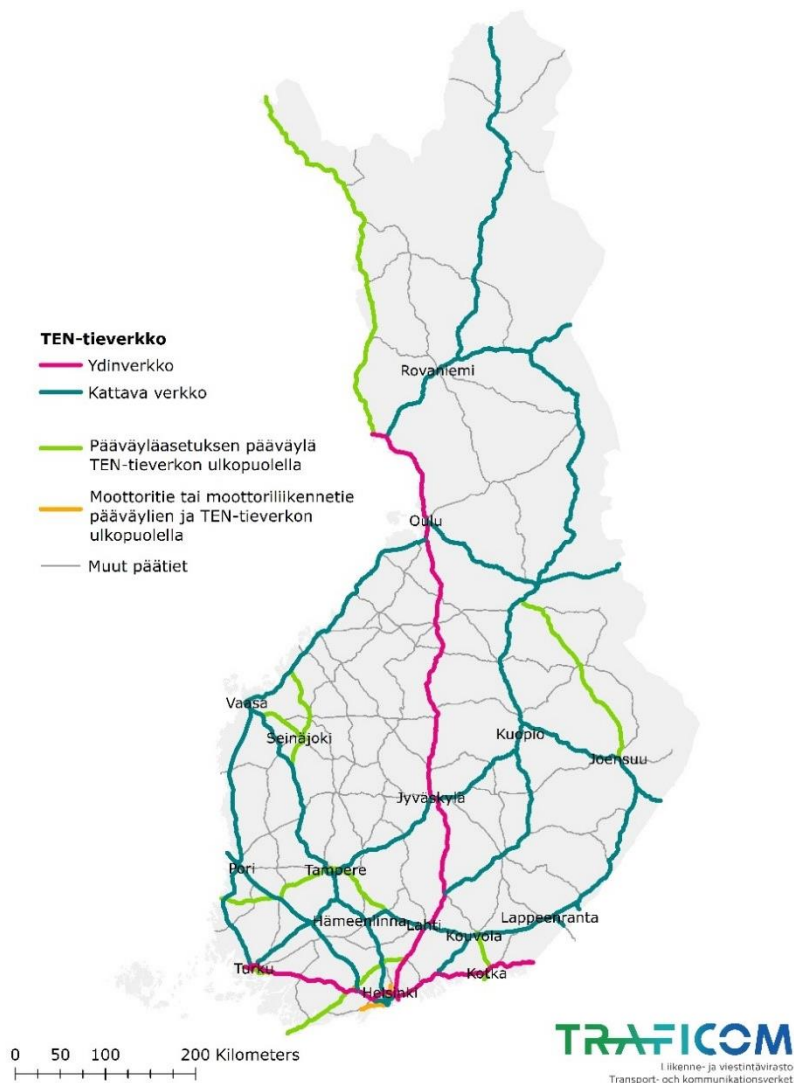 TEN-tieverkko
Ydinverkko
Kattava verkko
Pääväyläasetuksen pääväylä
TEN-tieverkon ulkopuolella
Moottoritie tai moottoriliikennetie
pääväylien ja TEN-tieverkon
ulkopuolella
Muut päätiet
Rovaniemi
Oulu
Vaasa
Seinäjoki
Kuopio
Joensuu
Jyväskylä
Pori
Tampere
Hämeenlinna
Lahti
Lappeenranta
Kouvola
Turku
Kotka
Helsinki
0 50 100 200 Kilometers
TRAFICOM
Liikenne- ja viestintävirasto
Transport- och kommunikationsverket